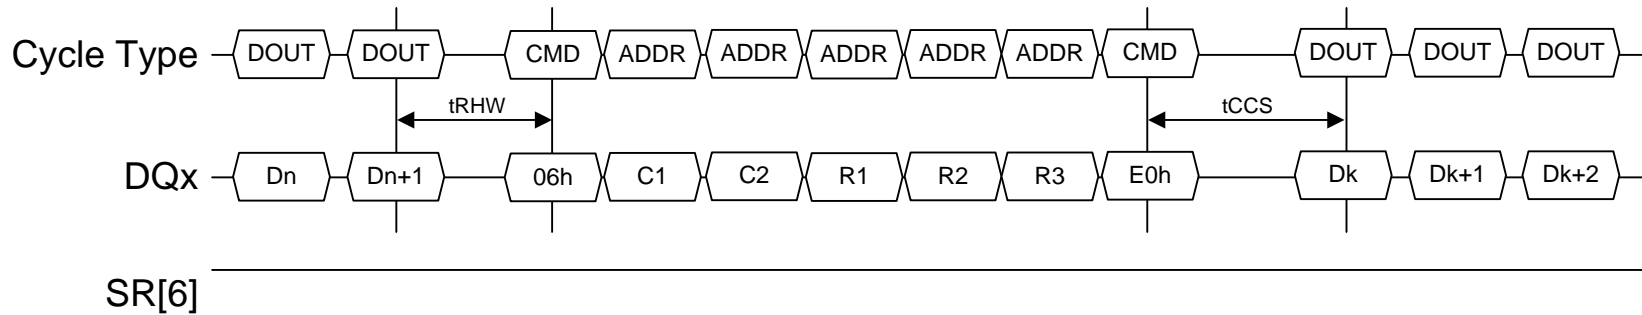 Cycle Type DOUT DOUT CMD ADDR ADDR ADDR ADDR ADDR CMD DOUT DOUT DOUT
tRHW tCCS
DQx Dn Dn+1 06h C1 C2 R1 R2 R3 E0h Dk Dk+1 Dk+2
SR[6]